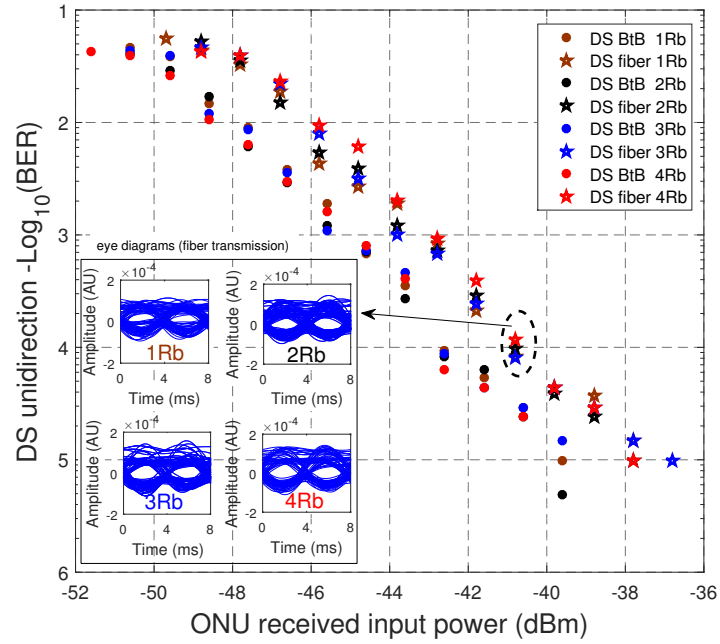 DS unidirection -Log10(BER)
1
2
3
4
5
6
-52
-50
-48
-46
-44
-42
-40
-38
-36
ONU received input power (dBm)
DS BtB 1Rb
DS fiber 1Rb
DS BtB 2Rb
DS fiber 2Rb
DS BtB 3Rb
DS fiber 3Rb
DS BtB 4Rb
DS fiber 4Rb
eye diagrams (fiber transmission)
×10-4
Amplitude (AU)
2
0
-2
1Rb
0 4 8
Time (ms)
×10-4
Amplitude (AU)
2
0
-2
2Rb
0 4 8
Time (ms)
×10-4
Amplitude (AU)
2
0
-2
3Rb
0 4 8
Time (ms)
×10-4
Amplitude (AU)
2
0
-2
4Rb
0 4 8
Time (ms)